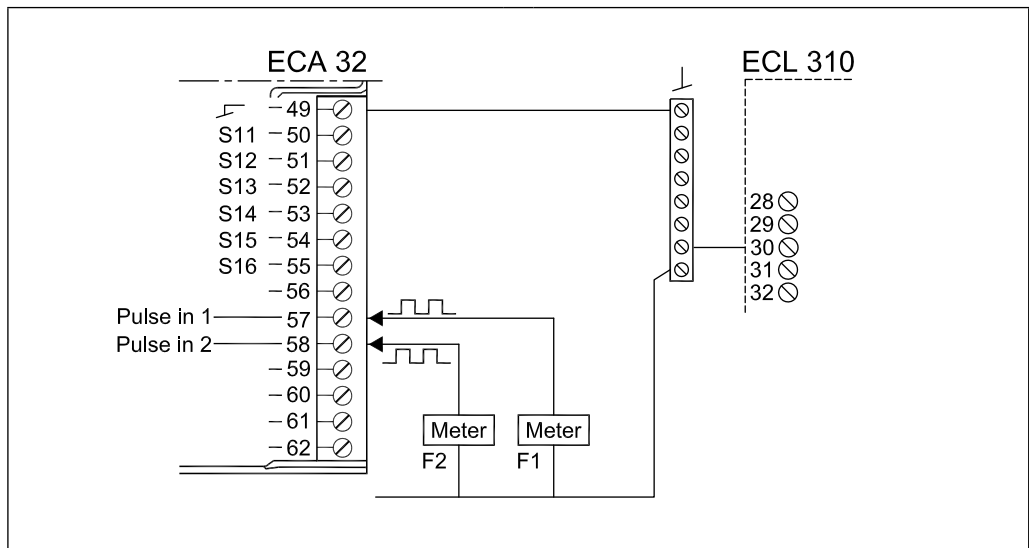 ECA 32
ECL 310
49
S11 50
S12 51
S13 52
S14 53
S15 54
S16 55
56
Pulse in 1 57
Pulse in 2 58
59
60
61
62
28
29
30
31
32
Meter
Meter
F2
F1